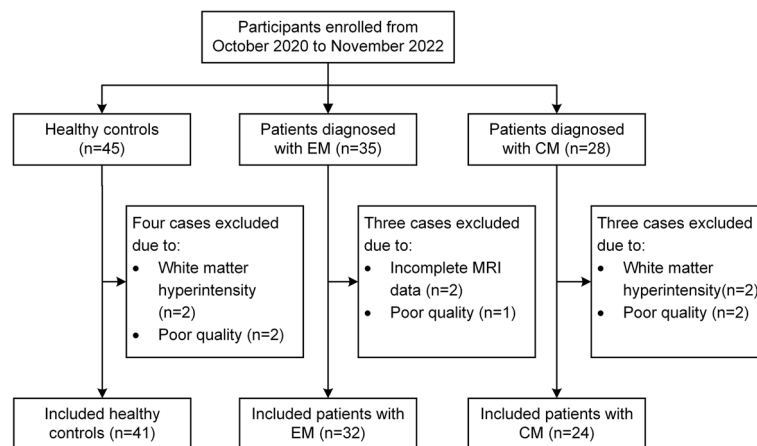 Participants enrolled from
October 2020 to November 2022
Healthy controls
(n=45)
Patients diagnosed
with EM (n=35)
Patients diagnosed
with CM (n=28)
Four cases excluded
due to:
• White matter
hyperintensity
(n=2)
• Poor quality (n=2)
Three cases excluded
due to:
• Incomplete MRI
data (n=2)
• Poor quality (n=1)
Three cases excluded
due to:
• White matter
hyperintensity(n=2)
• Poor quality (n=2)
Included healthy
controls (n=41)
Included patients with
EM (n=32)
Included patients with
CM (n=24)